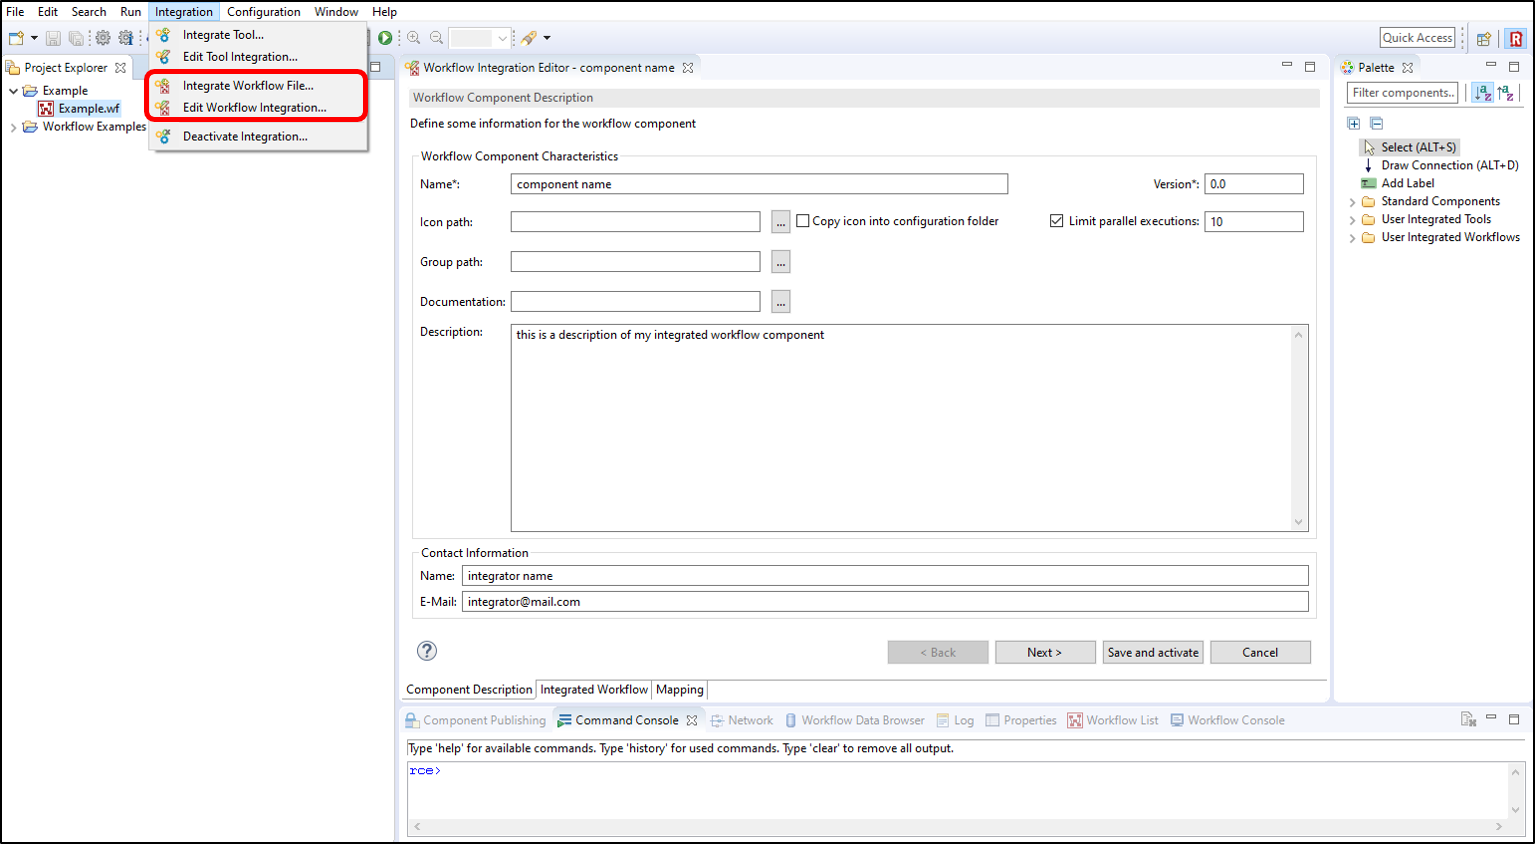 File Edit Search Run Integration Configuration Window Help
Integrate Tool...
Edit Tool Integration...
Integrate Workflow File...
Edit Workflow Integration...
Deactivate Integration...
Quick Access
Project Explorer
Example
Example.wf
Workflow Examples
Workflow Integration Editor - component name
Workflow Component Description
Define some information for the workflow component
Workflow Component Characteristics
Name*: component name Version*: 0.0
Icon path: ... Copy icon into configuration folder Limit parallel executions: 10
Group path: ...
Documentation: ...
Description: this is a description of my integrated workflow component
Contact Information
Name: integrator name
E-Mail: integrator@mail.com
? < Back Next > Save and activate Cancel
Component Description Integrated Workflow Mapping
Palette
Filter components..
Select (ALT+S)
Draw Connection (ALT+D)
Add Label
Standard Components
User Integrated Tools
User Integrated Workflows
Component Publishing Command Console Network Workflow Data Browser Log Properties Workflow List Workflow Console
Type 'help' for available commands. Type 'history' for used commands. Type 'clear' to remove all output.
rce>